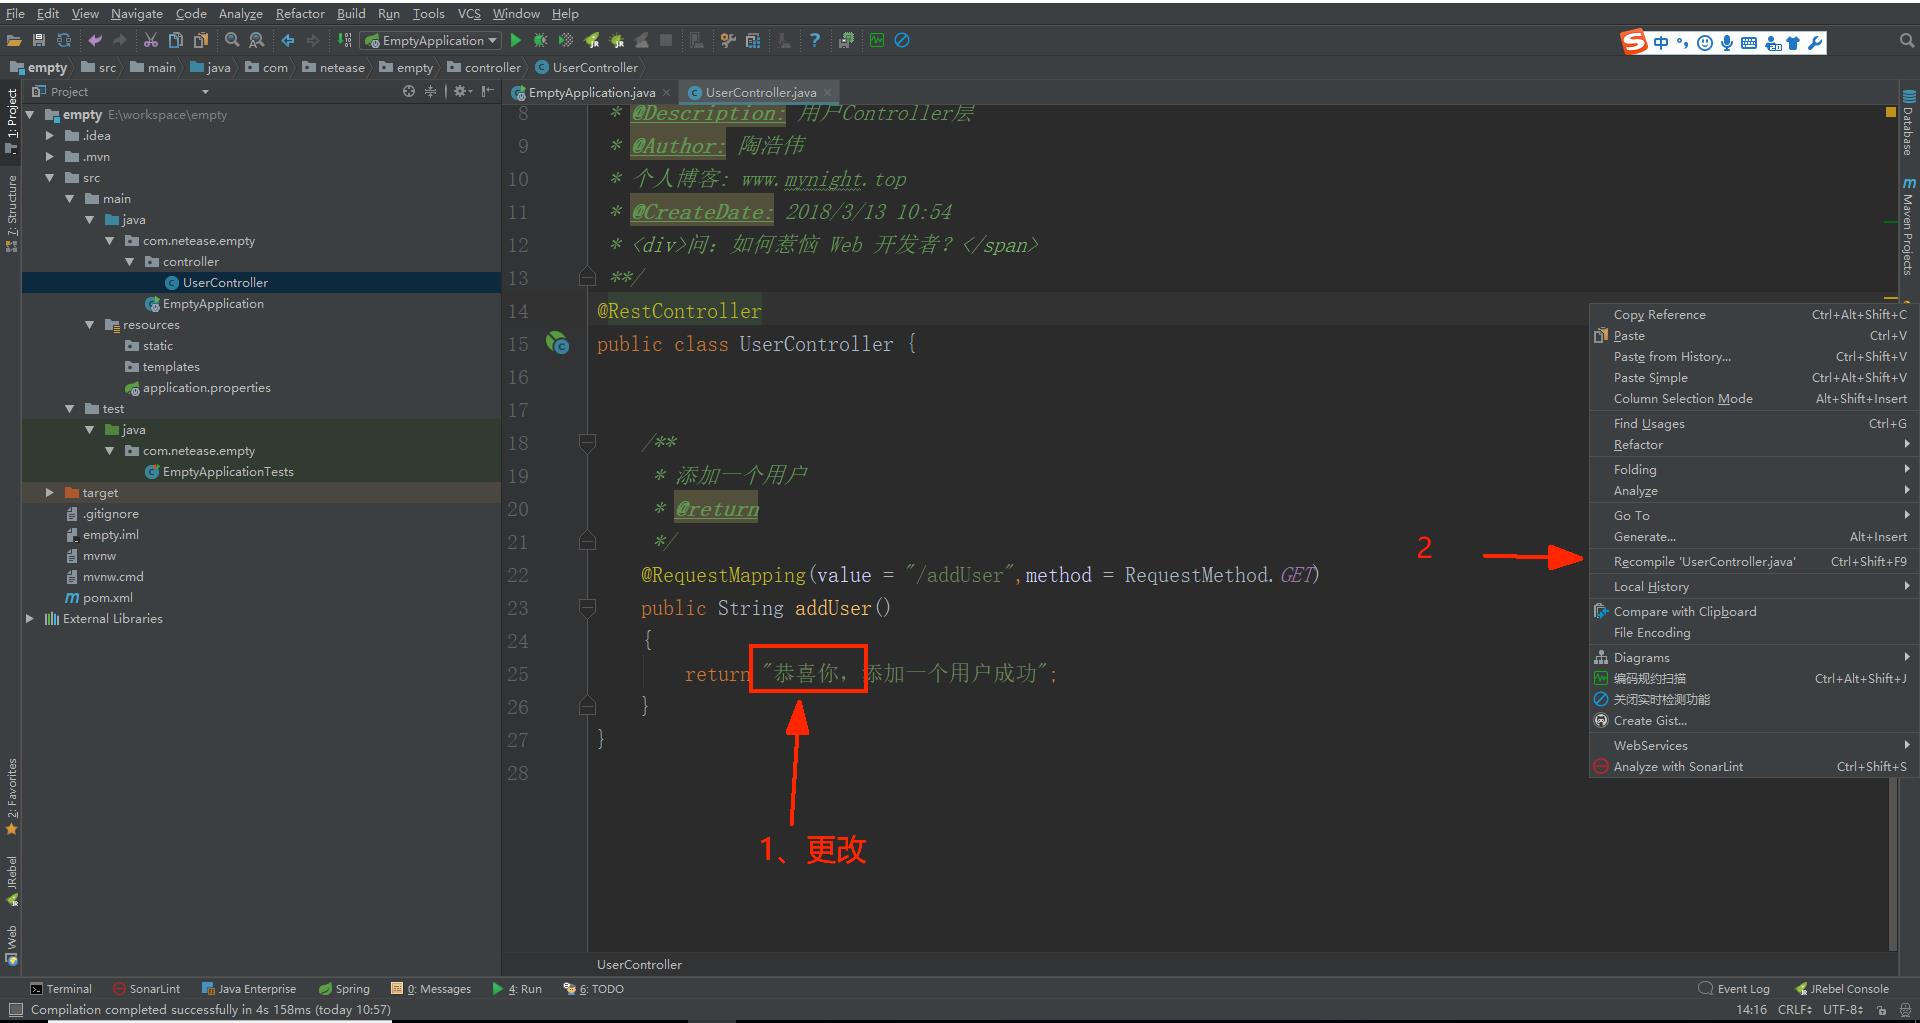 File Edit View Navigate Code Analyze Refactor Build Run Tools VCS Window Help
EmptyApplication
中
empty src main java com netease empty controller UserController
Project
EmptyApplication.java UserController.java
1: Project
7: Structure
2: Favorites
JRebel
Web
empty E:\workspace\empty
.idea
.mvn
src
main
java
com.netease.empty
controller
UserController
EmptyApplication
resources
static
templates
application.properties
test
java
com.netease.empty
EmptyApplicationTests
target
.gitignore
empty.iml
mvnw
mvnw.cmd
pom.xml
External Libraries
8 * @Description: 用户Controller层
9 * @Author: 陶浩伟
10 * 个人博客: www.mynight.top
11 * @CreateDate: 2018/3/13 10:54
12 * <div>问: 如何惹恼 Web 开发者? </span>
13 **/
14 @RestController
15 public class UserController {
16
17
18 /**
19 * 添加一个用户
20 * @return
21 */
22 @RequestMapping(value = "/addUser",method = RequestMethod.GET)
23 public String addUser()
24 {
25 return "恭喜你，添加一个用户成功";
26 }
27 }
28
1、更改
2
Copy Reference Ctrl+Alt+Shift+C
Paste Ctrl+V
Paste from History... Ctrl+Shift+V
Paste Simple Ctrl+Alt+Shift+V
Column Selection Mode Alt+Shift+Insert
Find Usages Ctrl+G
Refactor
Folding
Analyze
Go To
Generate... Alt+Insert
Recompile 'UserController.java' Ctrl+Shift+F9
Local History
Compare with Clipboard
File Encoding
Diagrams
编码规约扫描 Ctrl+Alt+Shift+J
关闭实时检测功能
Create Gist...
WebServices
Analyze with SonarLint Ctrl+Shift+S
Database
Maven Projects
UserController
Terminal SonarLint Java Enterprise Spring 0: Messages 4: Run 6: TODO Event Log JRebel Console
Compilation completed successfully in 4s 158ms (today 10:57) 14:16 CRLF UTF-8